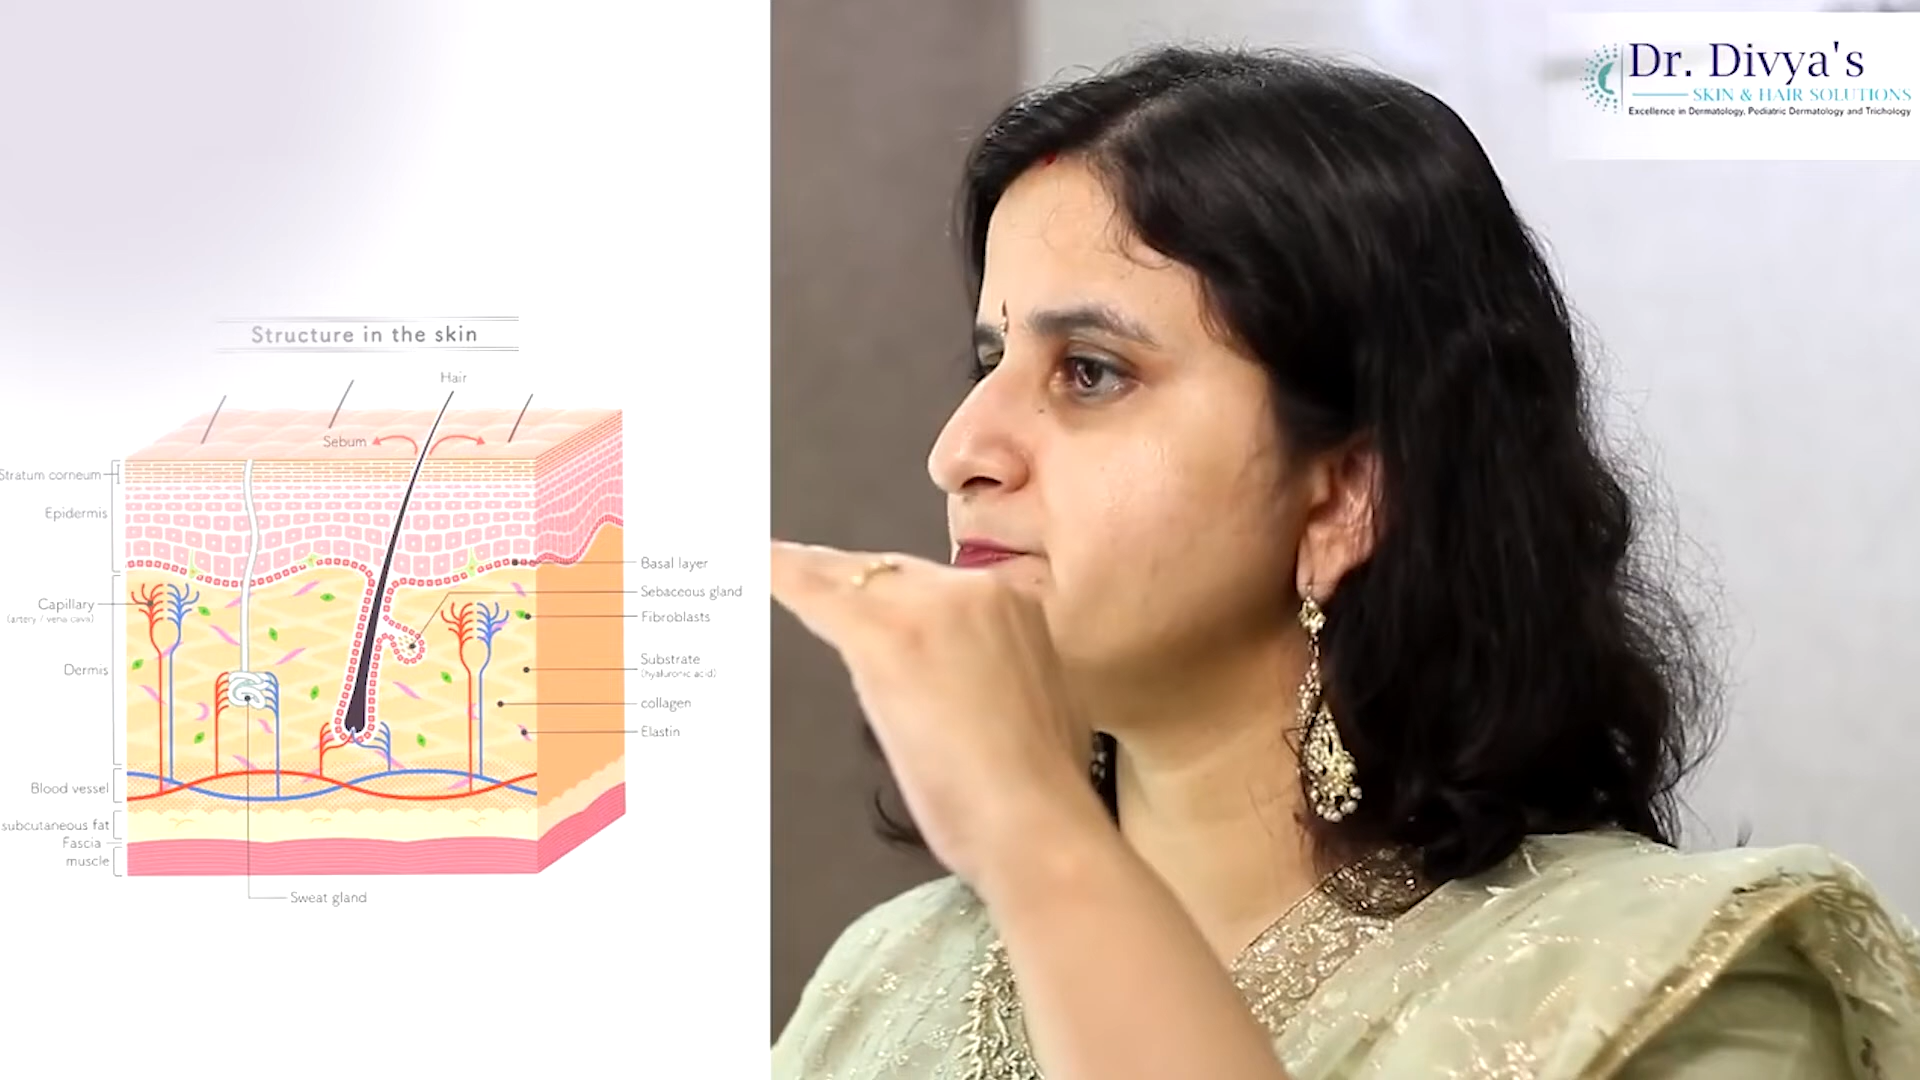 Dr. Divya's
SKIN & HAIR SOLUTIONS
Excellence in Dermatology, Pediatric Dermatology and Trichology
Structure in the skin
Hair
Sebum
Stratum corneum
Epidermis
Basal layer
Sebaceous gland
Capillary
(artery / vena cava)
Fibroblasts
Dermis
Substrate
(hyaluronic acid)
collagen
Elastin
Blood vessel
subcutaneous fat
Fascia
muscle
Sweat gland